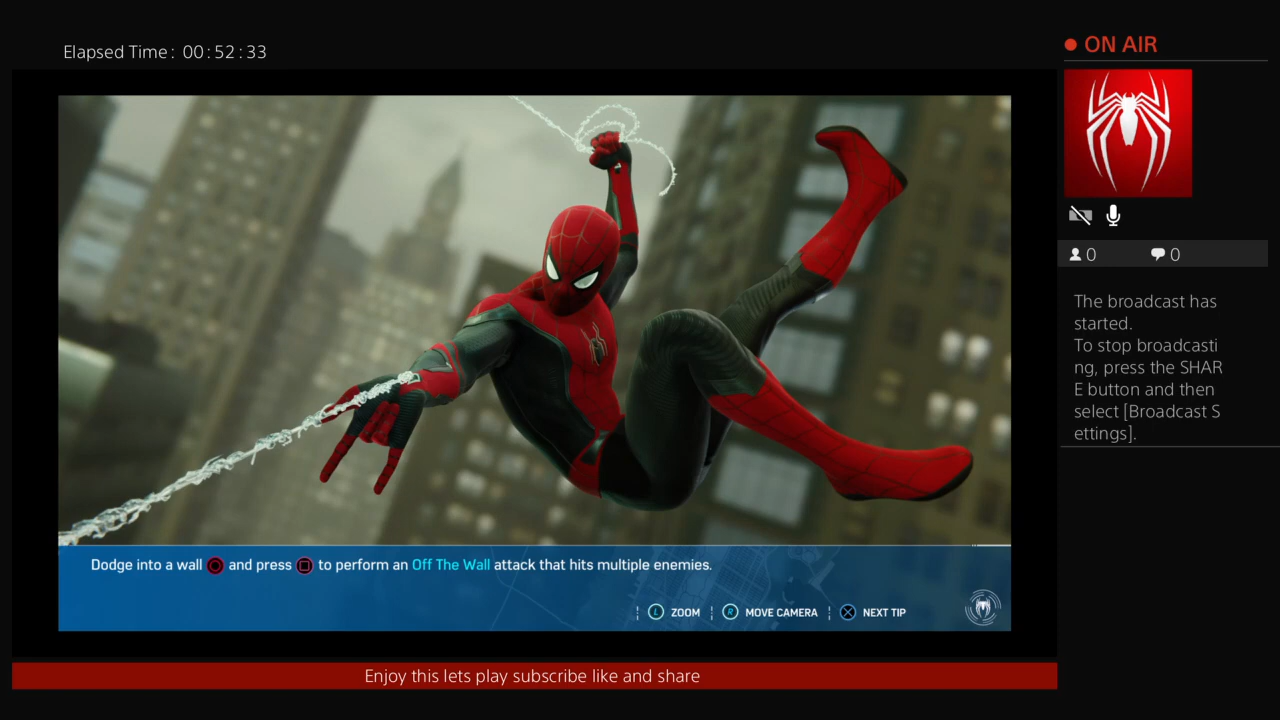 Elapsed Time: 00:52:33
ON AIR
0 0
The broadcast has
started.
To stop broadcasti
ng, press the SHAR
E button and then
select [Broadcast S
ettings].
Dodge into a wall and press to perform an Off The Wall attack that hits multiple enemies.
L ZOOM R MOVE CAMERA NEXT TIP
Enjoy this lets play subscribe like and share